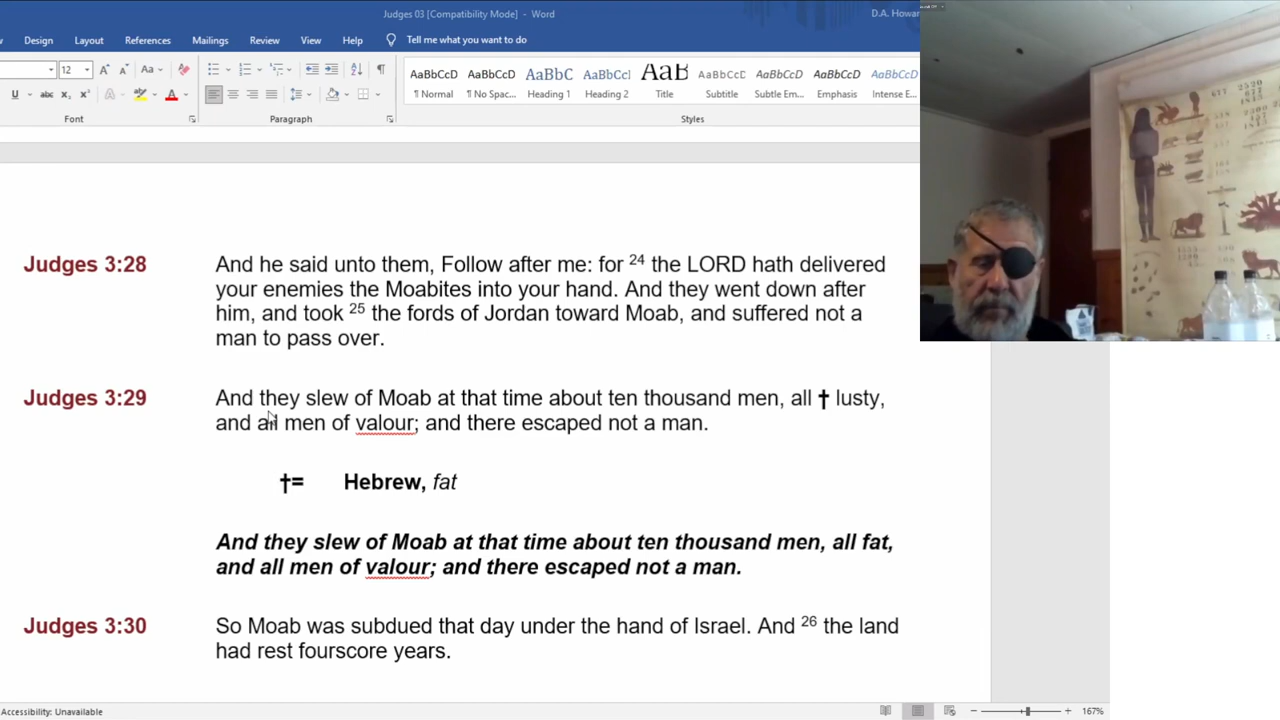 Judges 03 [Compatibility Mode] - Word
D.A. Howar
Design Layout References Mailings Review View Help Tell me what you want to do
12 Aa
AaBbCcD AaBbCcD AaBbC AaBbCcI AaB AaBbCcD AaBbCcD AaBbCcD AaBbCcD
¶ Normal ¶ No Spac... Heading 1 Heading 2 Title Subtitle Subtle Em... Emphasis Intense E...
Font Paragraph Styles
Judges 3:28 And he said unto them, Follow after me: for 24 the LORD hath delivered
your enemies the Moabites into your hand. And they went down after
him, and took 25 the fords of Jordan toward Moab, and suffered not a
man to pass over.
Judges 3:29 And they slew of Moab at that time about ten thousand men, all † lusty,
and all men of valour; and there escaped not a man.
†= Hebrew, fat
And they slew of Moab at that time about ten thousand men, all fat,
and all men of valour; and there escaped not a man.
Judges 3:30 So Moab was subdued that day under the hand of Israel. And 26 the land
had rest fourscore years.
Accessibility: Unavailable
167%
677
1843